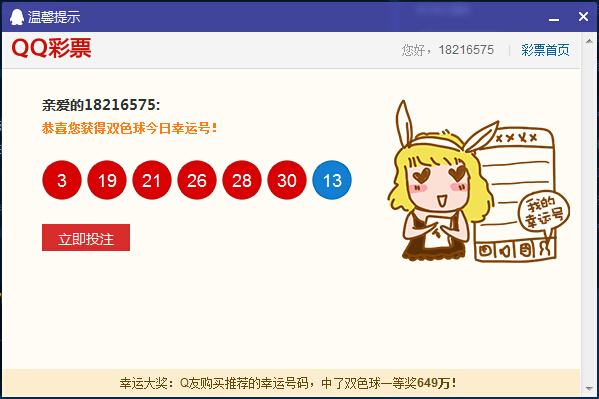 温馨提示
QQ彩票
您好，18216575 | 彩票首页
亲爱的18216575:
恭喜您获得双色球今日幸运号!
3 19 21 26 28 30 13
我的
幸运号
立即投注
幸运大奖：Q友购买推荐的幸运号码，中了双色球一等奖649万!